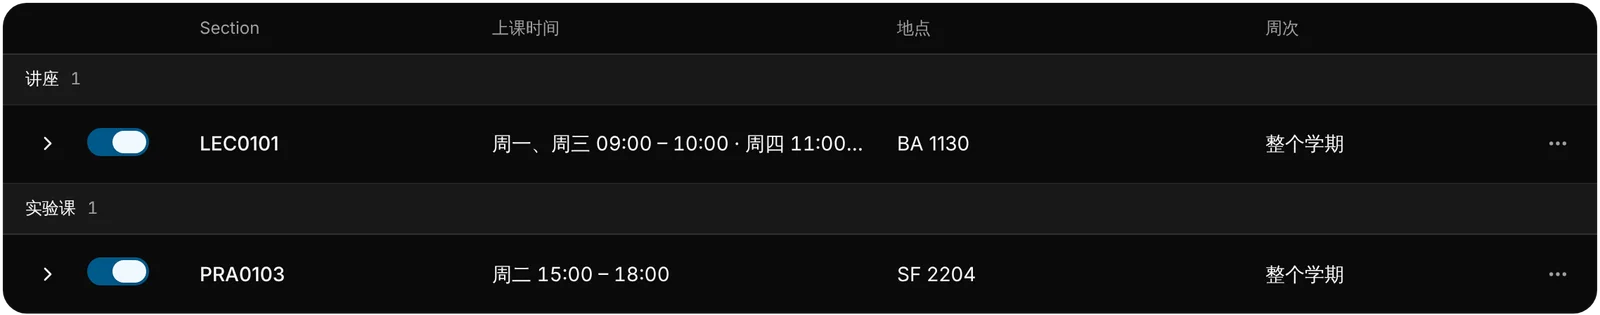 Section 上课时间 地点 周次
讲座 1
LEC0101 周一、周三 09:00 – 10:00 · 周四 11:00... BA 1130 整个学期
实验课 1
PRA0103 周二 15:00 – 18:00 SF 2204 整个学期